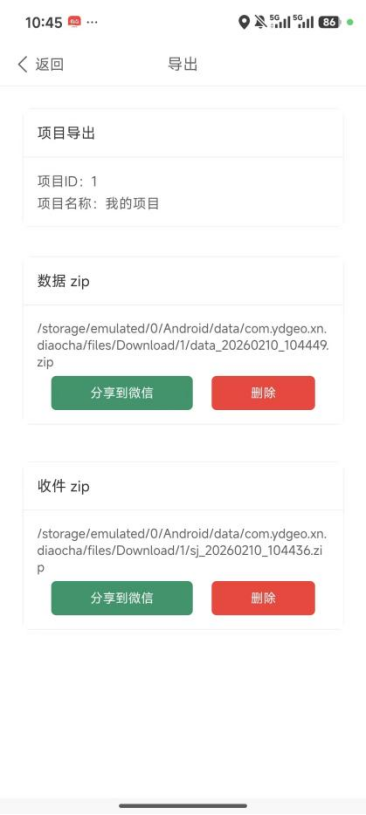 10:45 ···
5G 5G 86
返回 导出
项目导出
项目ID：1
项目名称：我的项目
数据 zip
/storage/emulated/0/Android/data/com.ydgeo.xn.
diaocha/files/Download/1/data_20260210_104449.
zip
分享到微信 删除
收件 zip
/storage/emulated/0/Android/data/com.ydgeo.xn.
diaocha/files/Download/1/sj_20260210_104436.zi
p
分享到微信 删除